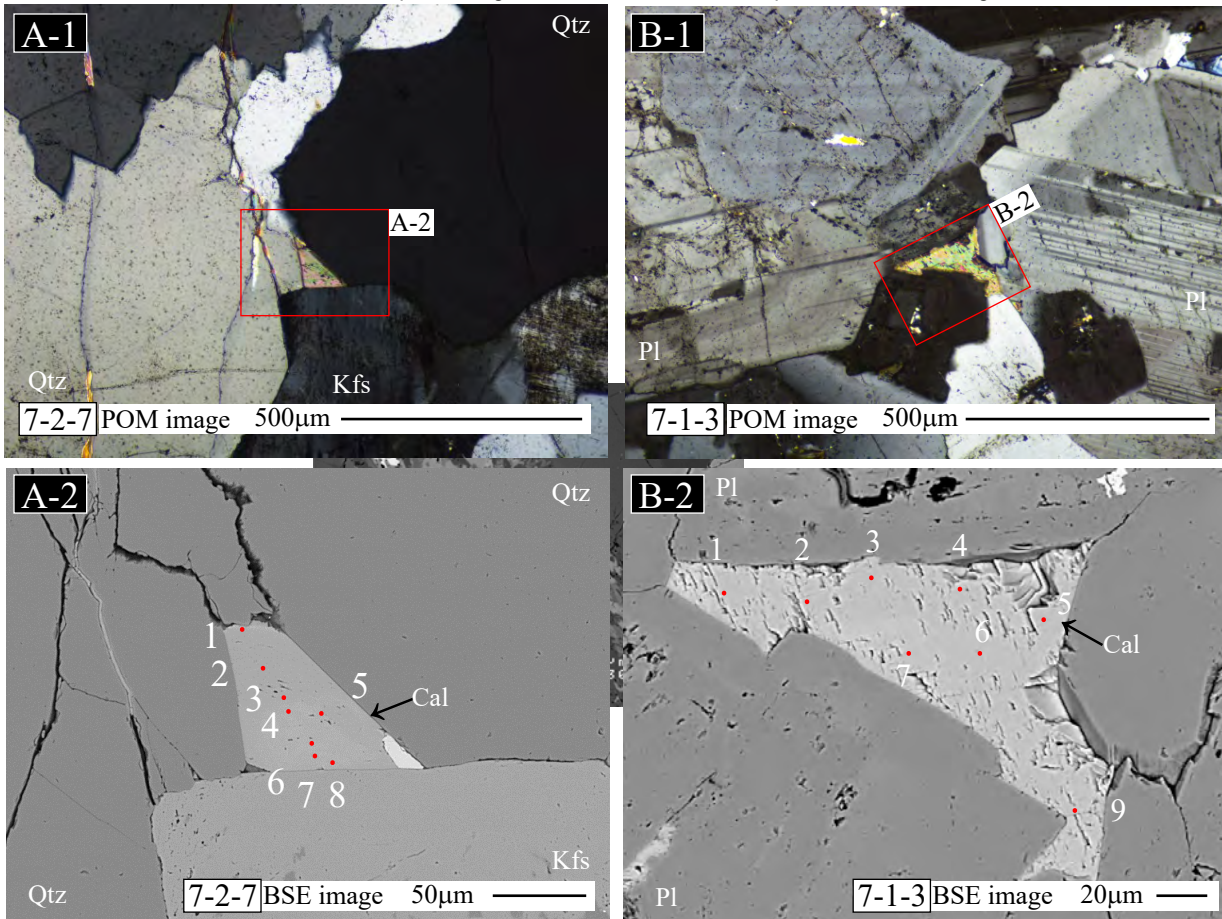 A-1
Qtz
A-2
Qtz
Kfs
7-2-7 POM image 500μm
B-1
B-2
Pl
Pl
7-1-3 POM image 500μm
A-2
Qtz
1
2
3
4
5
Cal
6
7
8
Kfs
Qtz
7-2-7 BSE image 50μm
B-2
Pl
1
2
3
4
5
6
Cal
7
9
Pl
7-1-3 BSE image 20μm